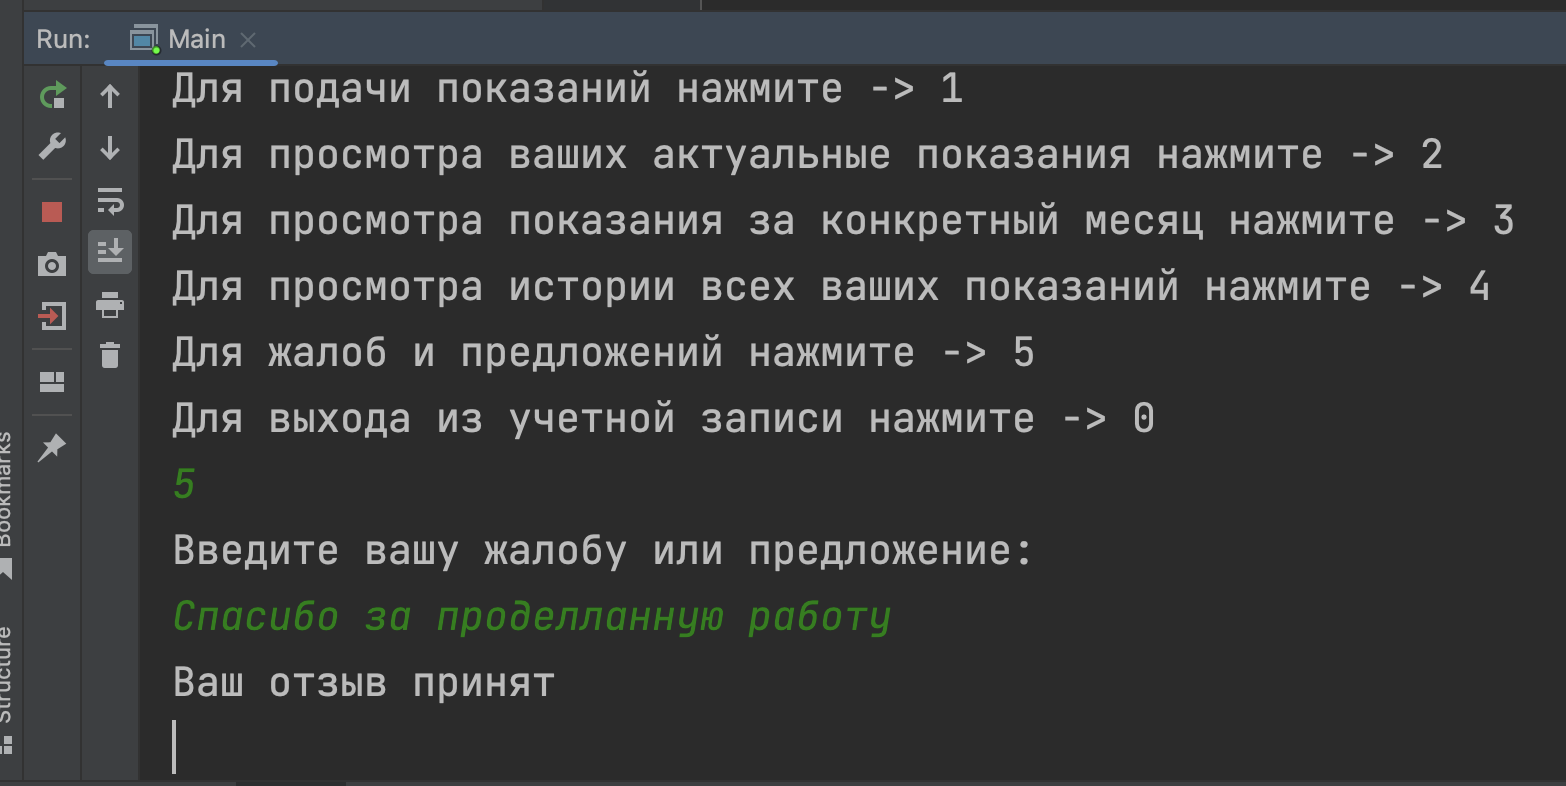 Run: Main
Для подачи показаний нажмите -> 1
Для просмотра ваших актуальные показания нажмите -> 2
Для просмотра показания за конкретный месяц нажмите -> 3
Для просмотра истории всех ваших показаний нажмите -> 4
Для жалоб и предложений нажмите -> 5
Для выхода из учетной записи нажмите -> 0
5
Введите вашу жалобу или предложение:
Спасибо за проделланную работу
Ваш отзыв принят
Bookmarks
Structure